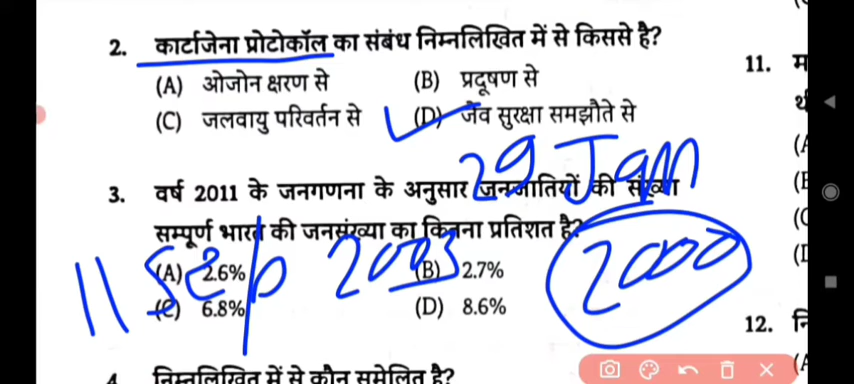 2. कार्टाजेना प्रोटोकॉल का संबंध निम्नलिखित में से किससे है?
(A) ओजोन क्षरण से (B) प्रदूषण से
(C) जलवायु परिवर्तन से (D) जैव सुरक्षा समझौते से
29 Jan
2000
3. वर्ष 2011 के जनगणना के अनुसार जनजातियों की संख्या
सम्पूर्ण भारत की जनसंख्या का कितना प्रतिशत है?
11 Sep 2003
(A) 2.6% (B) 2.7%
(C) 6.8% (D) 8.6%
4. निम्नलिखित में से कौन सुमेलित है?
11.
12.